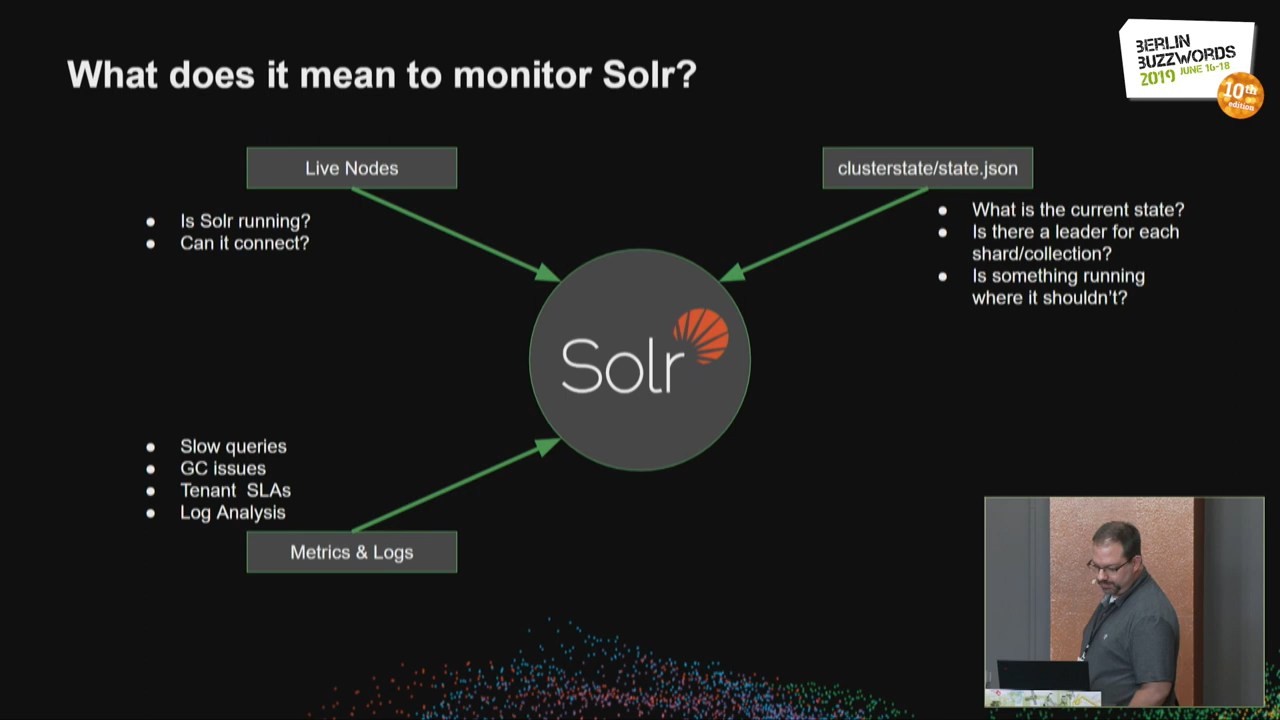 What does it mean to monitor Solr?
BERLIN
BUZZWORDS
2019 JUNE 16-18
10th
edition
Live Nodes
• Is Solr running?
• Can it connect?
clusterstate/state.json
• What is the current state?
• Is there a leader for each
shard/collection?
• Is something running
where it shouldn't?
Solr
• Slow queries
• GC issues
• Tenant SLAs
• Log Analysis
Metrics & Logs